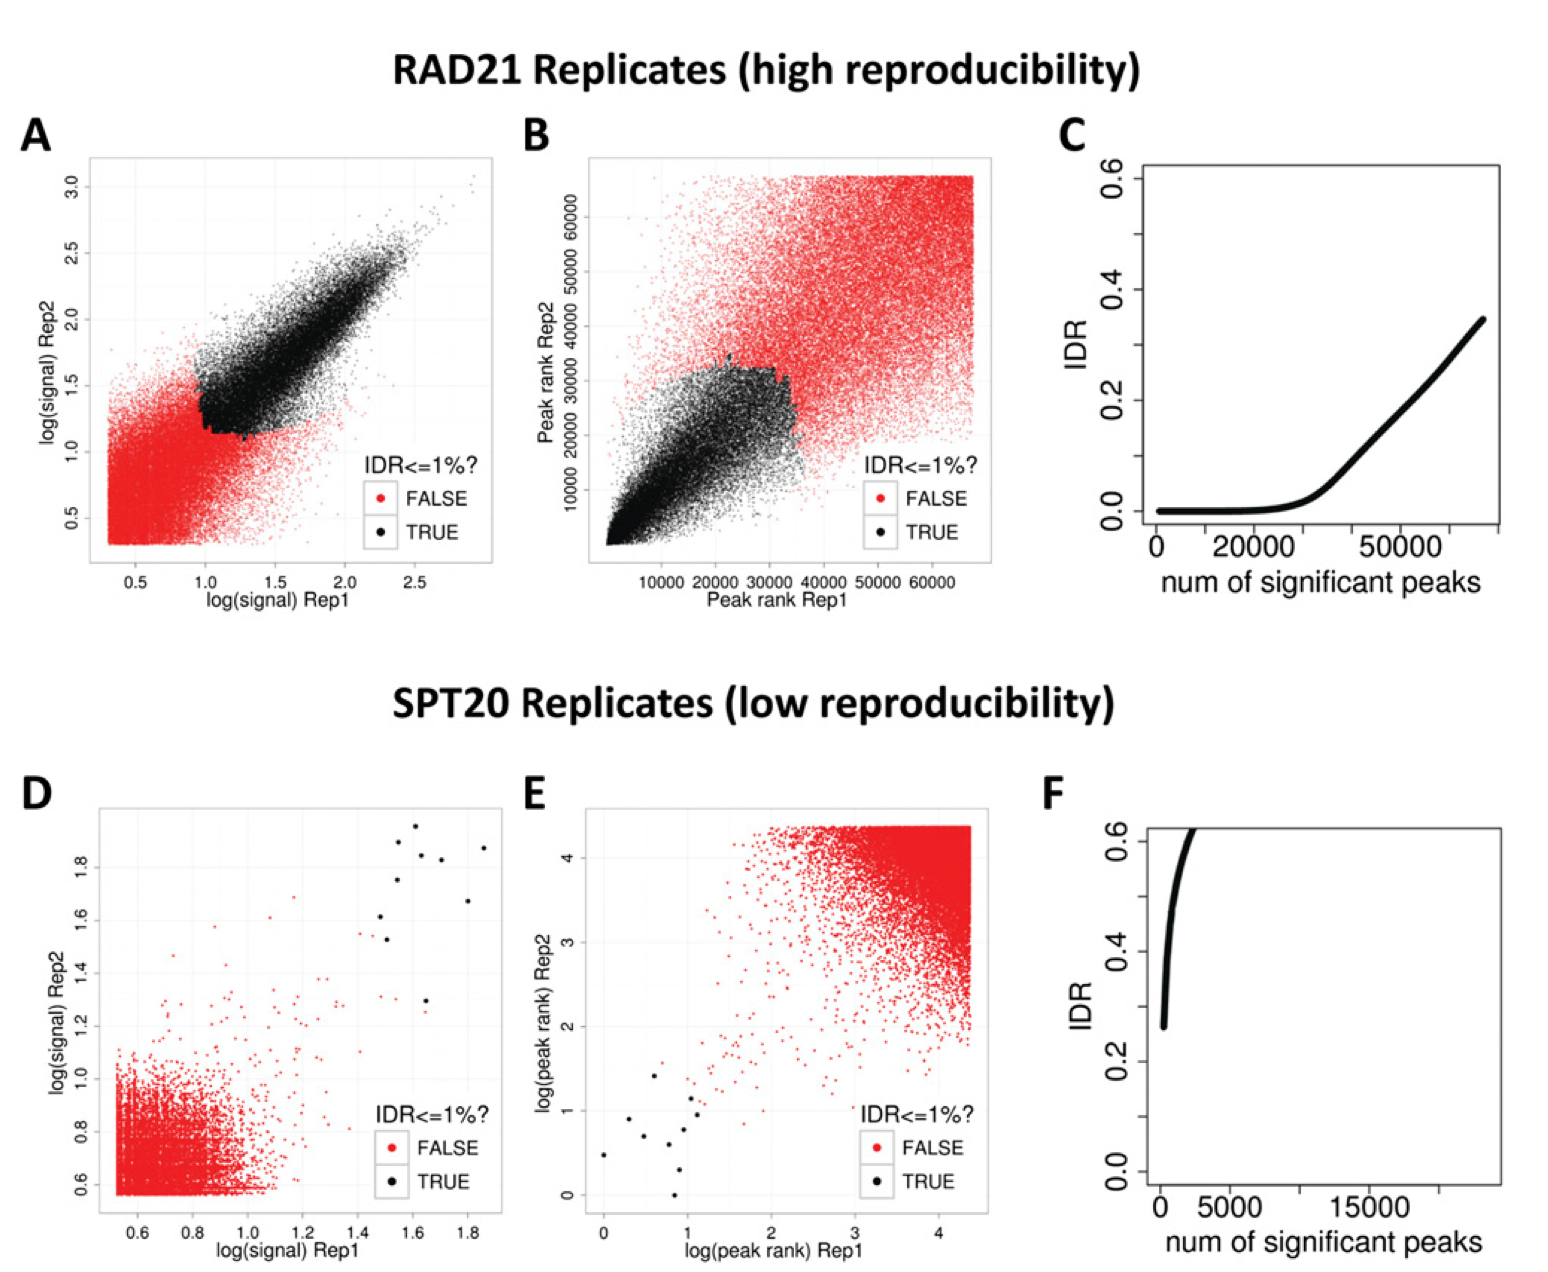 RAD21 Replicates (high reproducibility)
A
B
C
3.0
2.5
2.0
1.5
1.0
0.5
log(signal) Rep2
0.5 1.0 1.5 2.0 2.5
log(signal) Rep1
IDR<=1%?
FALSE
TRUE
60000
50000
40000
30000
20000
10000
Peak rank Rep2
10000 20000 30000 40000 50000 60000
Peak rank Rep1
IDR<=1%?
FALSE
TRUE
0.6
0.4
0.2
0.0
IDR
0 20000 50000
num of significant peaks
SPT20 Replicates (low reproducibility)
D
E
F
1.8
1.6
1.4
1.2
1.0
0.8
0.6
log(signal) Rep2
0.6 0.8 1.0 1.2 1.4 1.6 1.8
log(signal) Rep1
IDR<=1%?
FALSE
TRUE
4
3
2
1
0
log(peak rank) Rep2
0 1 2 3 4
log(peak rank) Rep1
IDR<=1%?
FALSE
TRUE
0.6
0.4
0.2
0.0
IDR
0 5000 15000
num of significant peaks